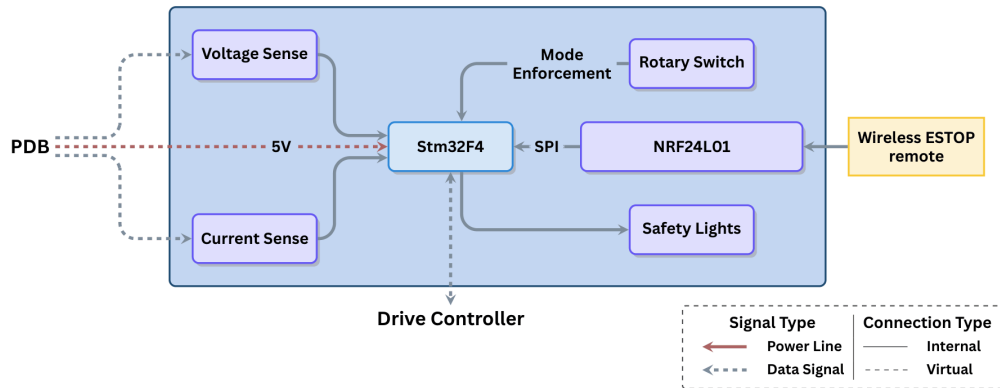 Voltage Sense
Mode
Enforcement
Rotary Switch
PDB
5V
Stm32F4
SPI
NRF24L01
Wireless ESTOP
remote
Current Sense
Safety Lights
Drive Controller
Signal Type
Connection Type
Power Line
Internal
Data Signal
Virtual